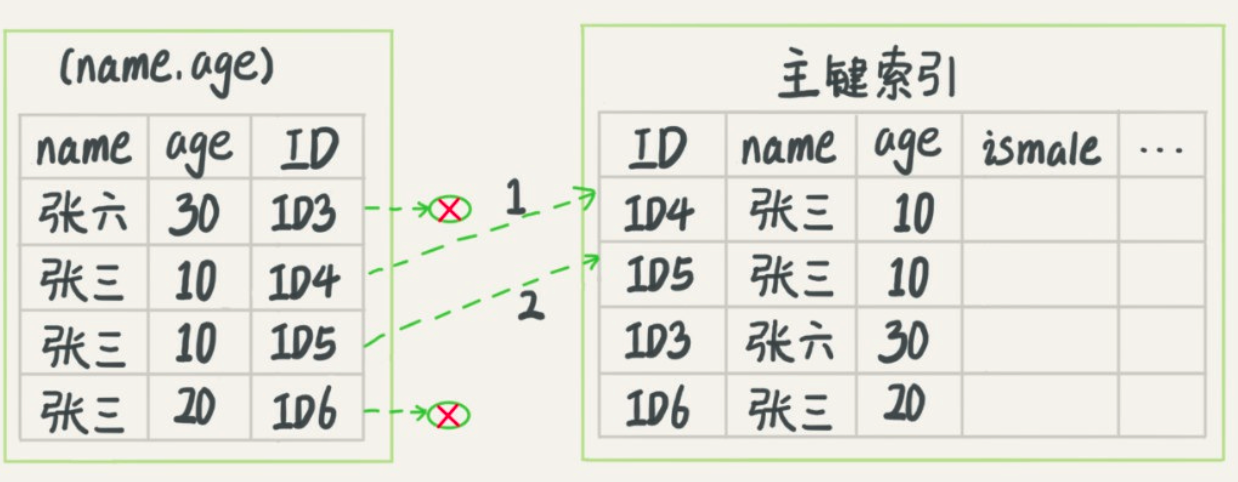 (name.age)
name age ID
张六 30 ID3
张三 10 ID4
张三 10 ID5
张三 20 ID6
1
2
主键索引
ID name age ismale ...
ID4 张三 10
ID5 张三 10
ID3 张六 30
ID6 张三 20